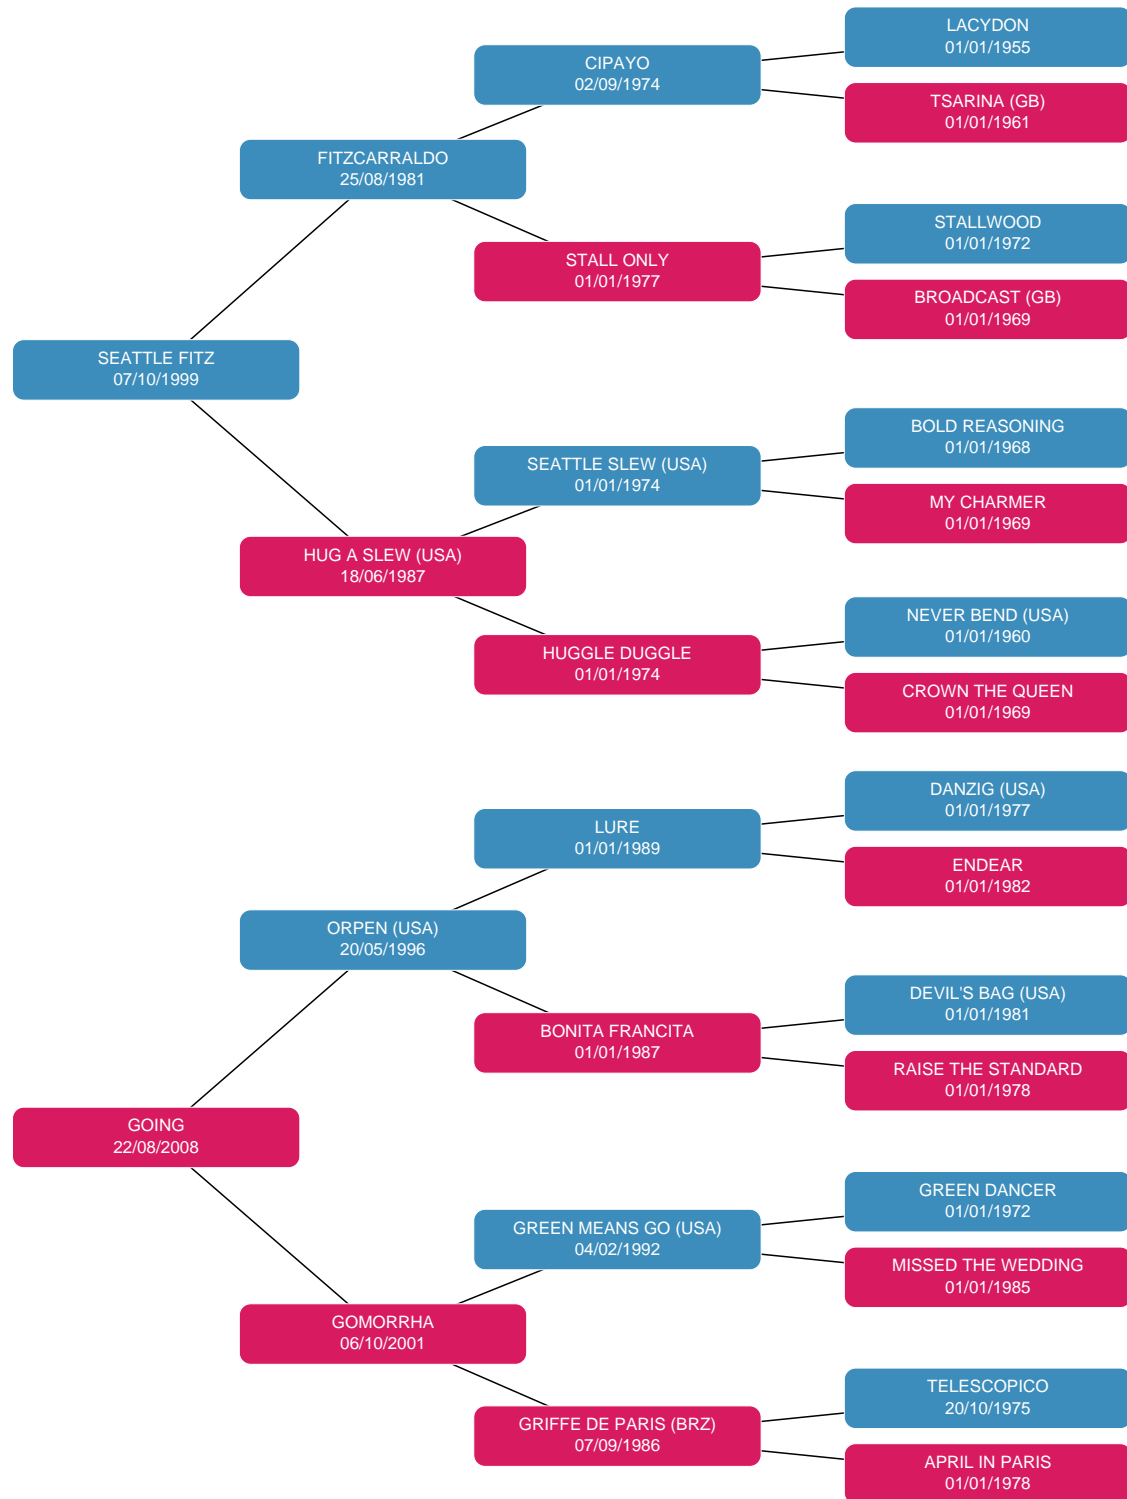 LACYDON
01/01/1955
CIPAYO
02/09/1974
TSARINA (GB)
01/01/1961
FITZCARRALDO
25/08/1981
STALLWOOD
01/01/1972
STALL ONLY
01/01/1977
BROADCAST (GB)
01/01/1969
SEATTLE FITZ
07/10/1999
BOLD REASONING
01/01/1968
SEATTLE SLEW (USA)
01/01/1974
MY CHARMER
01/01/1969
HUG A SLEW (USA)
18/06/1987
NEVER BEND (USA)
01/01/1960
HUGGLE DUGGLE
01/01/1974
CROWN THE QUEEN
01/01/1969
DANZIG (USA)
01/01/1977
LURE
01/01/1989
ENDEAR
01/01/1982
ORPEN (USA)
20/05/1996
DEVIL'S BAG (USA)
01/01/1981
BONITA FRANCITA
01/01/1987
RAISE THE STANDARD
01/01/1978
GOING
22/08/2008
GREEN DANCER
01/01/1972
GREEN MEANS GO (USA)
04/02/1992
MISSED THE WEDDING
01/01/1985
GOMORRHA
06/10/2001
TELESCOPICO
20/10/1975
GRIFFE DE PARIS (BRZ)
07/09/1986
APRIL IN PARIS
01/01/1978